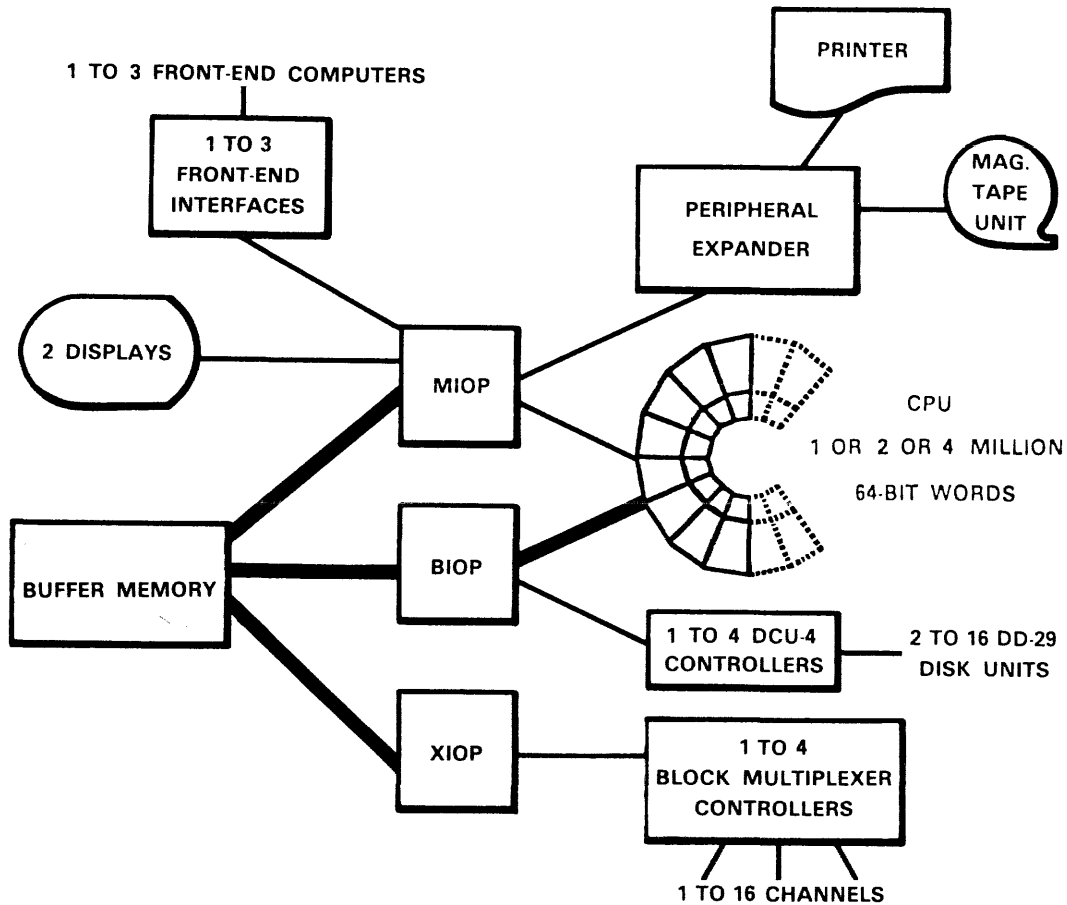 PRINTER
1 TO 3 FRONT-END COMPUTERS
1 TO 3
FRONT-END
INTERFACES
MAG.
TAPE
UNIT
PERIPHERAL
EXPANDER
2 DISPLAYS
MIOP
CPU
1 OR 2 OR 4 MILLION
64-BIT WORDS
BUFFER MEMORY
BIOP
1 TO 4 DCU-4
CONTROLLERS
2 TO 16 DD-29
DISK UNITS
XIOP
1 TO 4
BLOCK MULTIPLEXER
CONTROLLERS
1 TO 16 CHANNELS